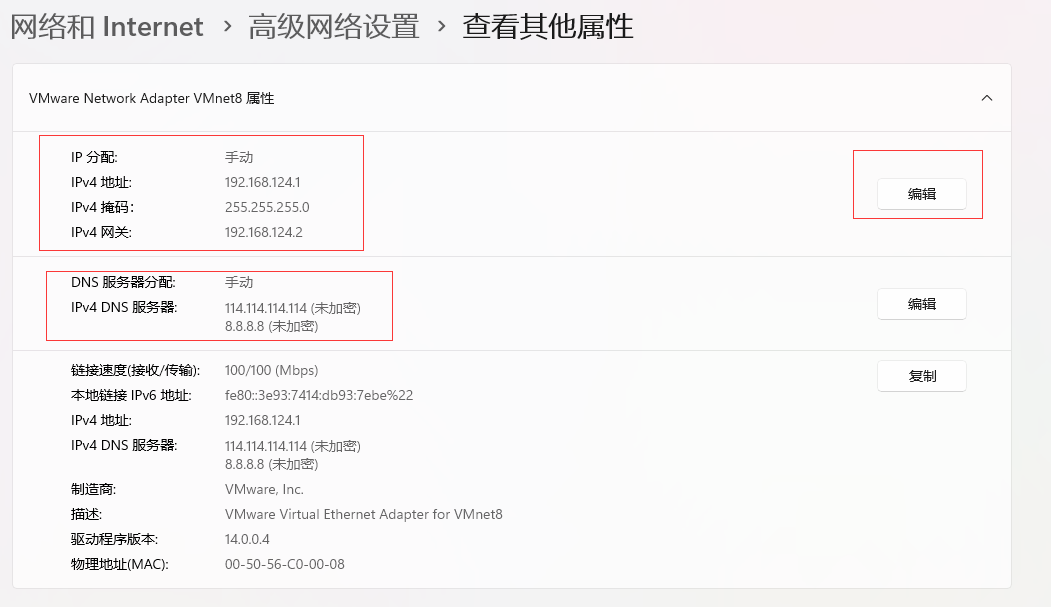 网络和 Internet › 高级网络设置 › 查看其他属性
VMware Network Adapter VMnet8 属性
IP 分配: 手动
IPv4 地址: 192.168.124.1
编辑
IPv4 掩码: 255.255.255.0
IPv4 网关: 192.168.124.2
DNS 服务器分配: 手动
IPv4 DNS 服务器: 114.114.114.114 (未加密)
编辑
8.8.8.8 (未加密)
链接速度(接收/传输): 100/100 (Mbps)
复制
本地链接 IPv6 地址: fe80::3e93:7414:db93:7ebe%22
IPv4 地址: 192.168.124.1
IPv4 DNS 服务器: 114.114.114.114 (未加密)
8.8.8.8 (未加密)
制造商: VMware, Inc.
描述: VMware Virtual Ethernet Adapter for VMnet8
驱动程序版本: 14.0.0.4
物理地址(MAC): 00-50-56-C0-00-08